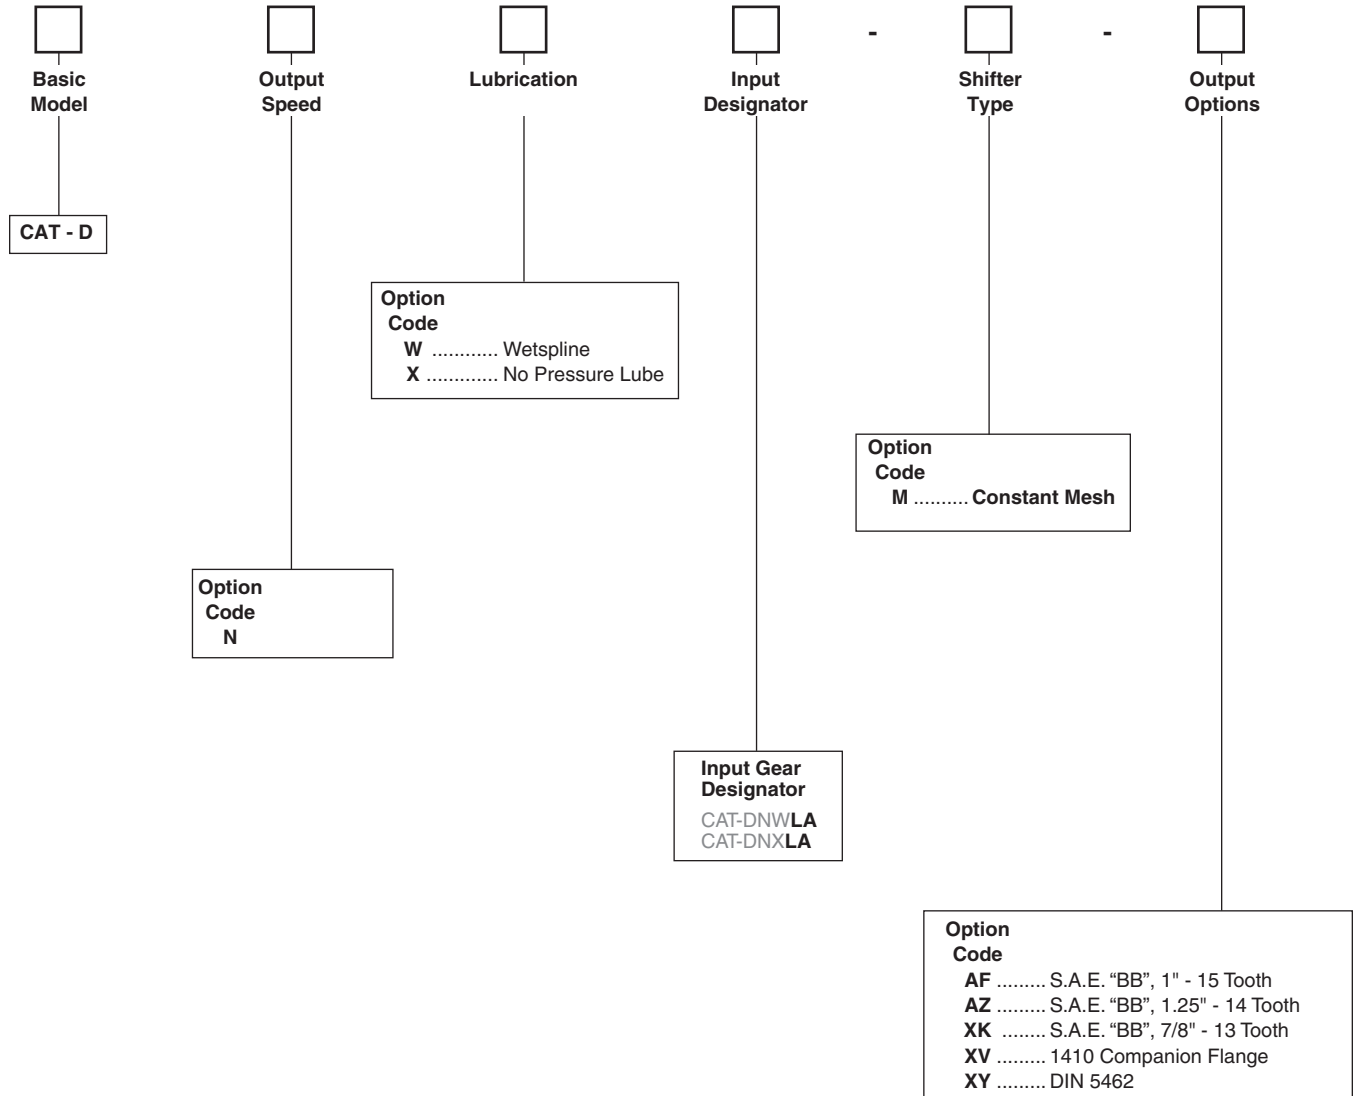 - -
Basic Model
Output Speed
Lubrication
Input Designator
Shifter Type
Output Options
CAT - D
Option
Code
W ............ Wetspline
X ............. No Pressure Lube
Option
Code
M .......... Constant Mesh
Option
Code
N
Input Gear
Designator
CAT-DNWLA
CAT-DNXLA
Option
Code
AF ......... S.A.E. “BB”, 1" - 15 Tooth
AZ ......... S.A.E. “BB”, 1.25" - 14 Tooth
XK ........ S.A.E. “BB”, 7/8" - 13 Tooth
XV ......... 1410 Companion Flange
XY ......... DIN 5462